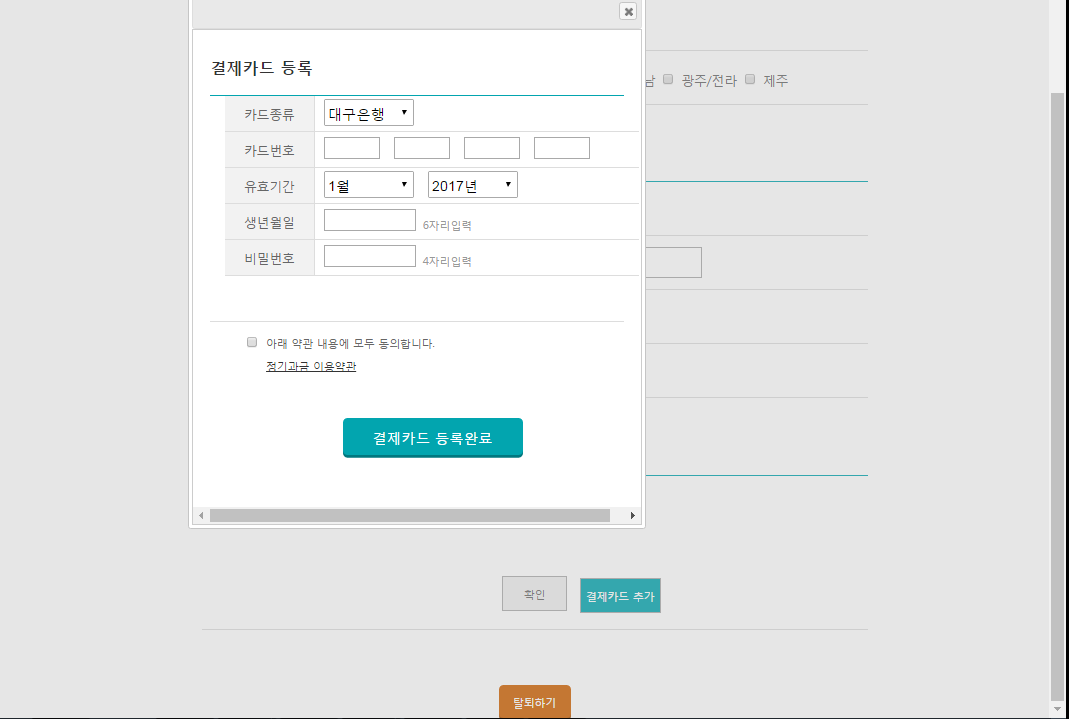 결제카드 등록
카드종류 대구은행
카드번호
유효기간 1월 2017년
생년월일 6자리입력
비밀번호 4자리입력
아래 약관 내용에 모두 동의합니다.
정기과금 이용약관
결제카드 등록완료
남 광주/전라 제주
확인 결제카드 추가
탈퇴하기